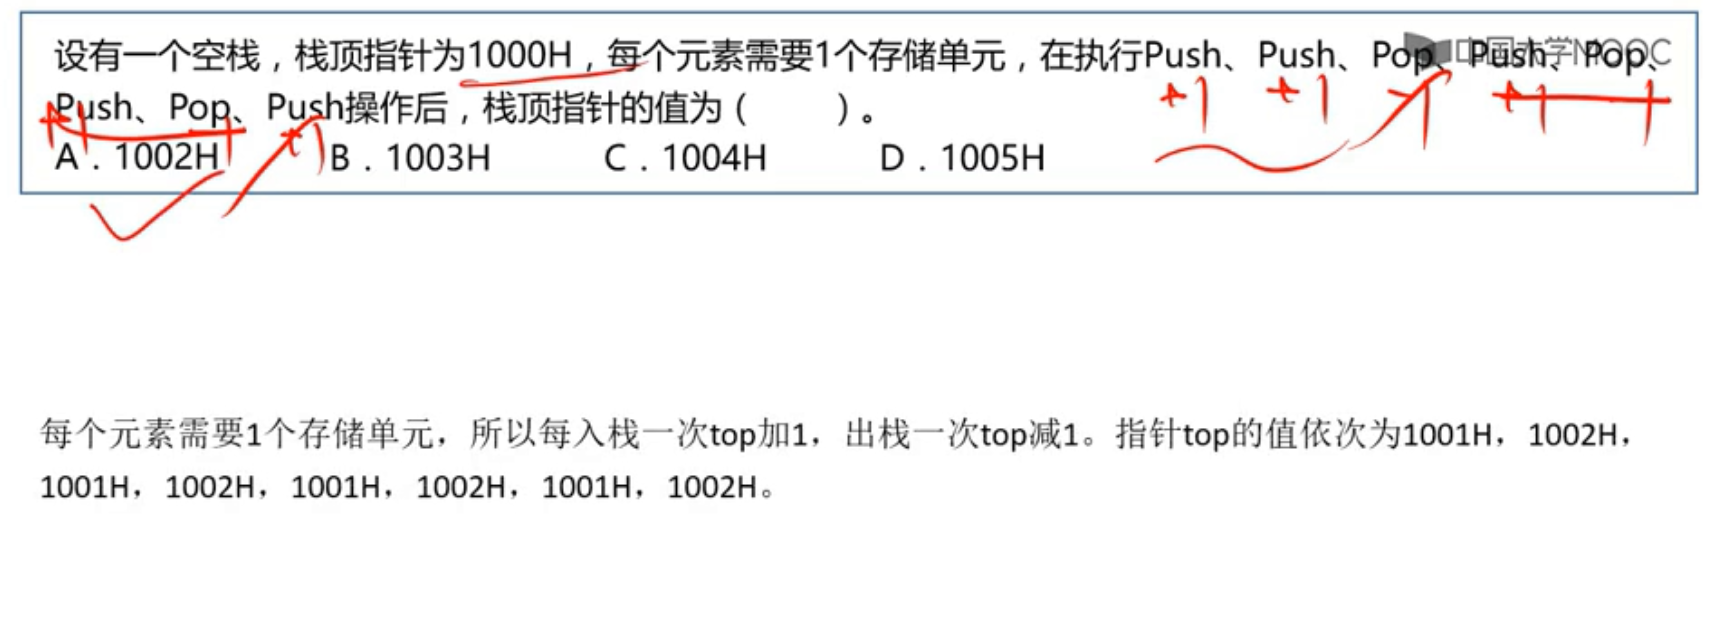 设有一个空栈，栈顶指针为1000H，每个元素需要1个存储单元，在执行Push、Push、Pop、Push、Pop、
中国大学MOOC
Push、Pop、Push操作后，栈顶指针的值为（　　）。
+1 +1 -1 +1 -1
+1 -1 +1
A．1002H B．1003H C．1004H D．1005H
每个元素需要1个存储单元，所以每入栈一次top加1，出栈一次top减1。指针top的值依次为1001H，1002H，
1001H，1002H，1001H，1002H，1001H，1002H。